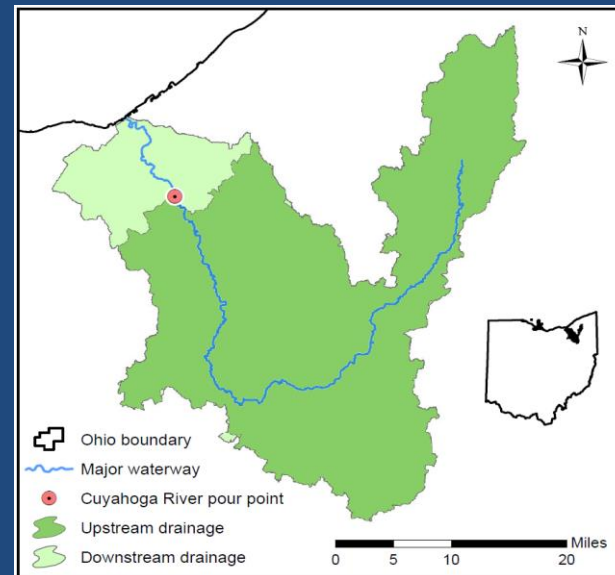 N
Ohio boundary
Major waterway
Cuyahoga River pour point
Upstream drainage
Downstream drainage
Miles
0 5 10 20